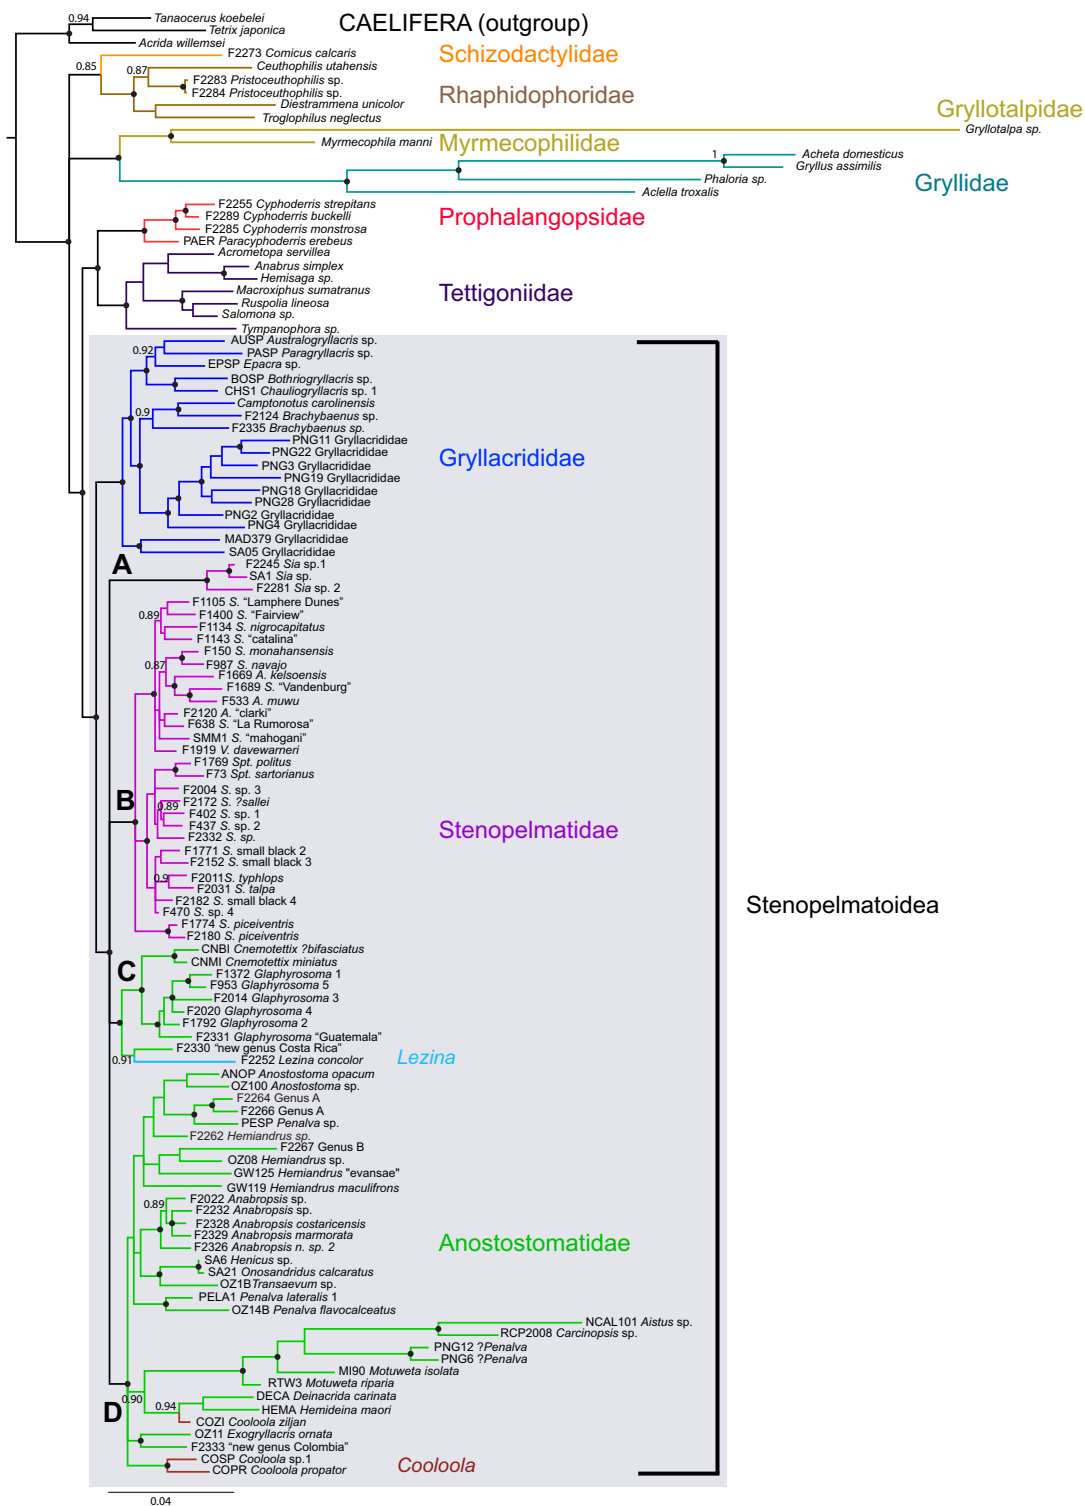 0.94
Tanaocerus koebelei
Tetrix japonica
Acrida willemsei
CAELIFERA (outgroup)
0.85
F2273 Comicus calcaris
Schizodactylidae
0.87
Ceuthophilus utahensis
F2283 Pristoceuthophilis sp.
F2284 Pristoceuthophilis sp.
Diestrammena unicolor
Troglophilus neglectus
Rhaphidophoridae
Gryllotalpidae
Gryllotalpa sp.
Myrmecophila manni
Myrmecophilidae
1
Acheta domesticus
Gryllus assimilis
Phaloria sp.
Aclella troxalis
Gryllidae
F2255 Cyphoderris strepitans
F2289 Cyphoderris buckelli
F2285 Cyphoderris monstrosa
PAER Paracyphoderris erebeus
Prophalangopsidae
Acrometopa servillea
Anabrus simplex
Hemisaga sp.
Macroxiphus sumatranus
Ruspolia lineosa
Salomona sp.
Tympanophora sp.
Tettigoniidae
AUSP Australogryllacris sp.
0.92
PASP Paragryllacris sp.
EPSP Epacra sp.
BOSP Bothriogryllacris sp.
CHS1 Chauliogryllacris sp. 1
Camptonotus carolinensis
0.9
F2124 Brachybaenus sp.
F2335 Brachybaenus sp.
PNG11 Gryllacrididae
PNG22 Gryllacrididae
PNG3 Gryllacrididae
PNG19 Gryllacrididae
PNG18 Gryllacrididae
PNG28 Gryllacrididae
PNG2 Gryllacrididae
PNG4 Gryllacrididae
MAD379 Gryllacrididae
SA05 Gryllacrididae
Gryllacrididae
A
F2245 Sia sp.1
SA1 Sia sp.
F2281 Sia sp. 2
F1105 S. "Lamphere Dunes"
0.89
F1400 S. "Fairview"
F1134 S. nigrocapitatus
F1143 S. "catalina"
F150 S. monahansensis
0.87
F987 S. navajo
F1669 A. kelsoensis
F1689 S. "Vandenburg"
F533 A. muwu
F2120 A. "clarki"
F638 S. "La Rumorosa"
SMM1 S. "mahogani"
F1919 V. davewarneri
F1769 Spt. politus
F73 Spt. sartorianus
B
F2004 S. sp. 3
F2172 S. ?sallei
0.89
F402 S. sp. 1
F437 S. sp. 2
F2332 S. sp.
F1771 S. small black 2
F2152 S. small black 3
0.9
F2011S. typhlops
F2031 S. talpa
F2182 S. small black 4
F470 S. sp. 4
F1774 S. piceiventris
F2180 S. piceiventris
Stenopelmatidae
Stenopelmatoidea
C
CNBI Cnemotettix ?bifasciatus
CNMI Cnemotettix miniatus
F1372 Glaphyrosoma 1
F953 Glaphyrosoma 5
F2014 Glaphyrosoma 3
F2020 Glaphyrosoma 4
F1792 Glaphyrosoma 2
F2331 Glaphyrosoma "Guatemala"
F2330 "new genus Costa Rica"
0.91
F2252 Lezina concolor
Lezina
ANOP Anostostoma opacum
OZ100 Anostostoma sp.
F2264 Genus A
F2266 Genus A
PESP Penalva sp.
F2262 Hemiandrus sp.
F2267 Genus B
OZ08 Hemiandrus sp.
GW125 Hemiandrus "evansae"
GW119 Hemiandrus maculifrons
0.89
F2022 Anabropsis sp.
F2232 Anabropsis sp.
F2328 Anabropsis costaricensis
F2329 Anabropsis marmorata
F2326 Anabropsis n. sp. 2
Anostostomatidae
SA6 Henicus sp.
SA21 Onosandridus calcaratus
OZ1BTransaevum sp.
PELA1 Penalva lateralis 1
OZ14B Penalva flavocalceatus
NCAL101 Aistus sp.
RCP2008 Carcinopsis sp.
PNG12 ?Penalva
PNG6 ?Penalva
MI90 Motuweta isolata
RTW3 Motuweta riparia
0.90
DECA Deinacrida carinata
0.94
HEMA Hemideina maori
D
COZI Cooloola ziljan
OZ11 Exogryllacris ornata
F2333 "new genus Colombia"
COSP Cooloola sp.1
COPR Cooloola propator
Cooloola
0.04